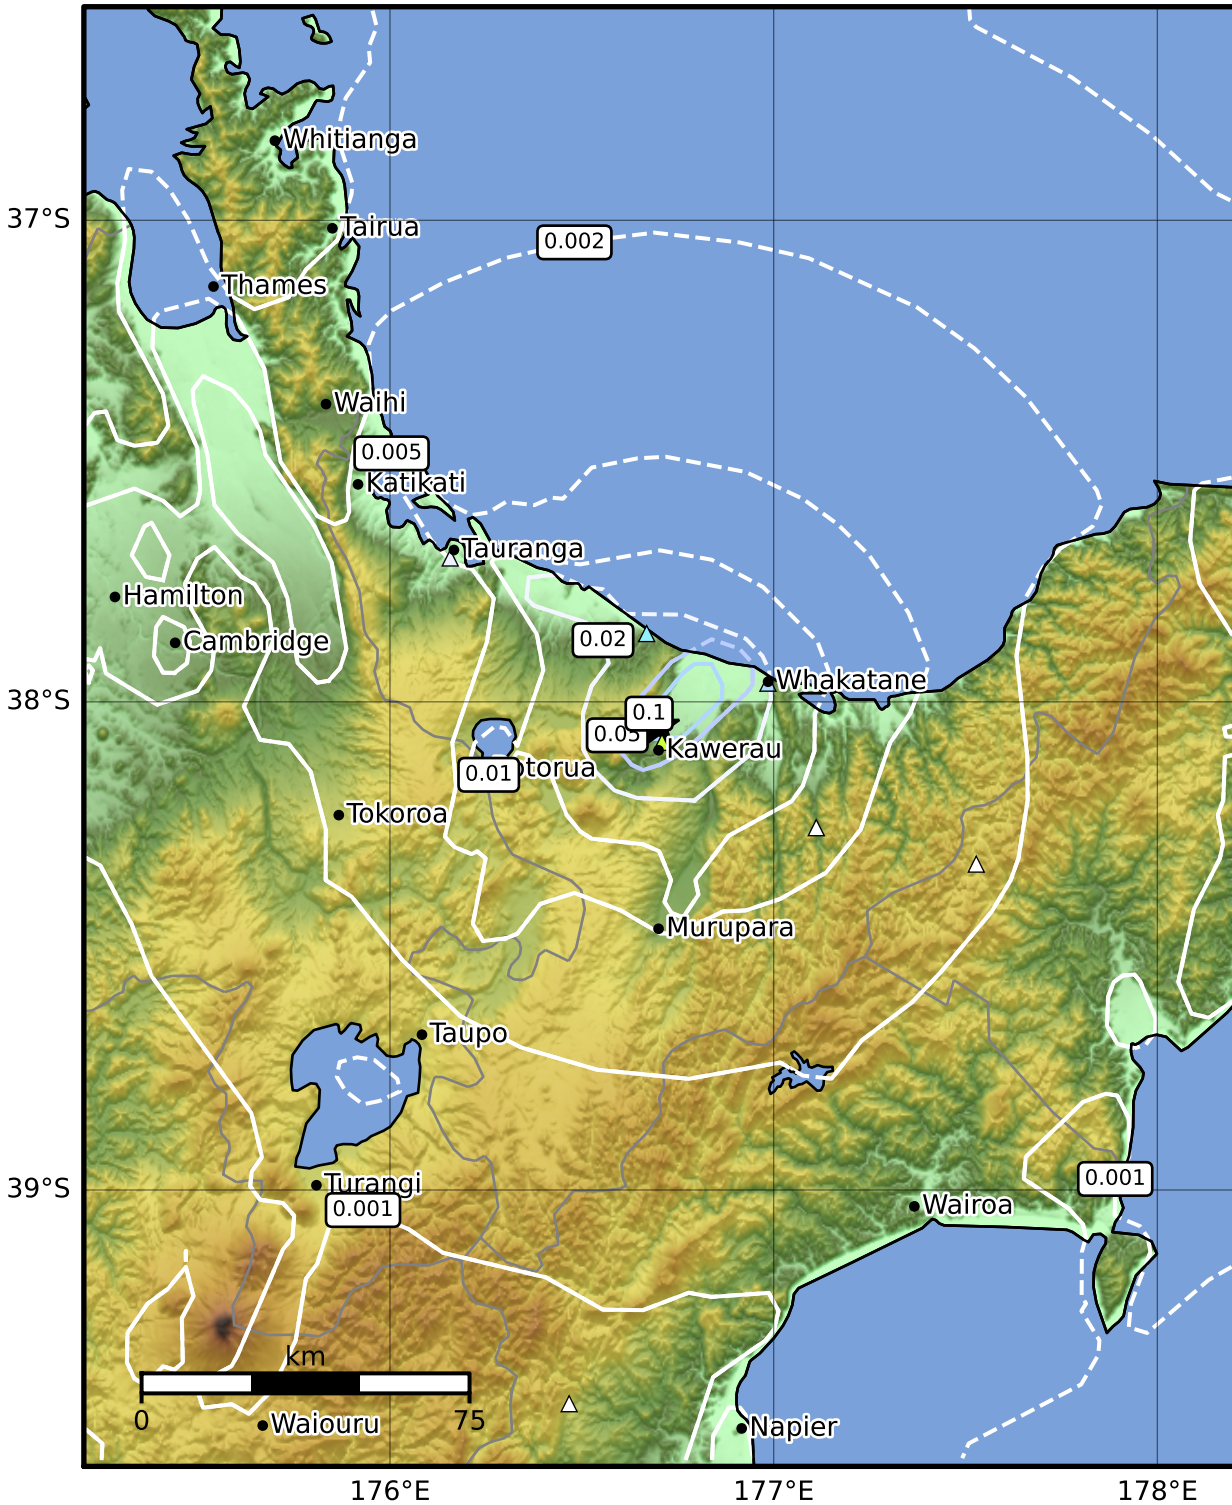 Whitianga
37°S
Tairua
0.002
Thames
Waihi
0.005
Katikati
Tauranga
Hamilton
Cambridge
0.02
Whakatane
38°S
0.1
0.05
Kawerau
otorua
0.01
Tokoroa
Murupara
Taupo
39°S
Turangi
0.001
0.001
Wairoa
km
0
75
Waiouru
Napier
176°E
177°E
178°E